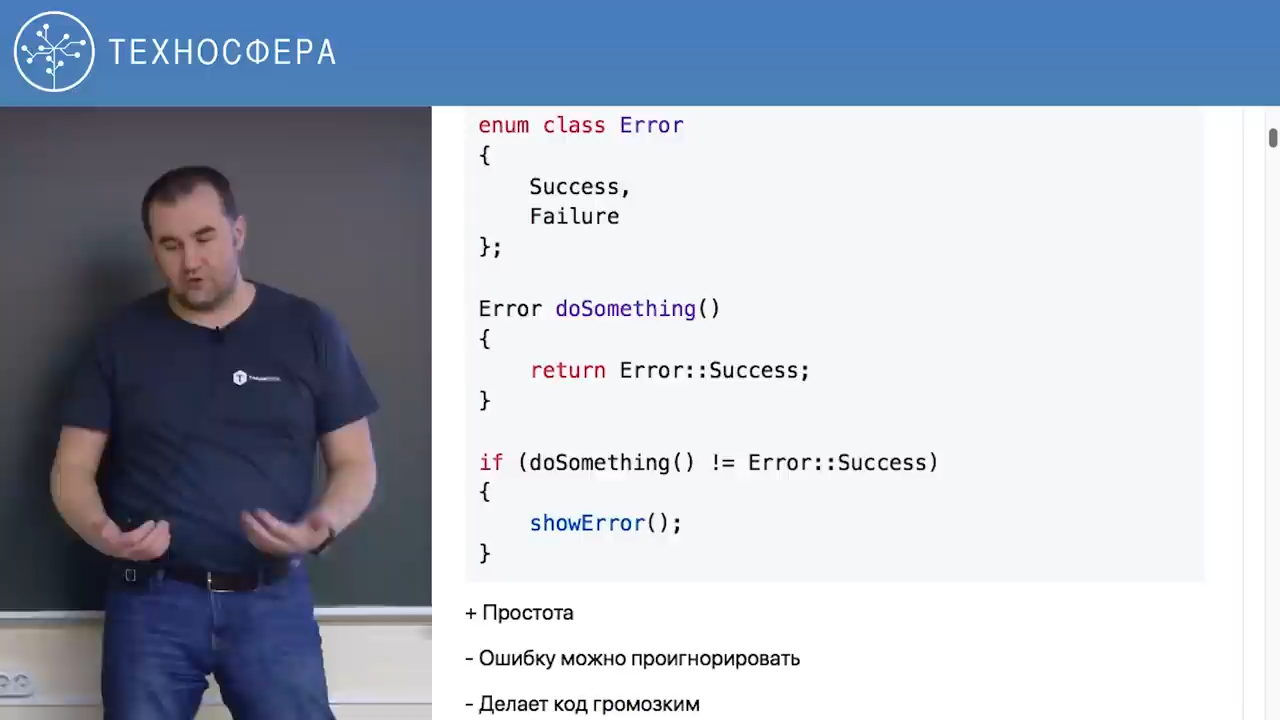 ТЕХНОСФЕРА
enum class Error
{
Success,
Failure
};
Error doSomething()
{
return Error::Success;
}
if (doSomething() != Error::Success)
{
showError();
}
+ Простота
- Ошибку можно проигнорировать
- Делает код громозким